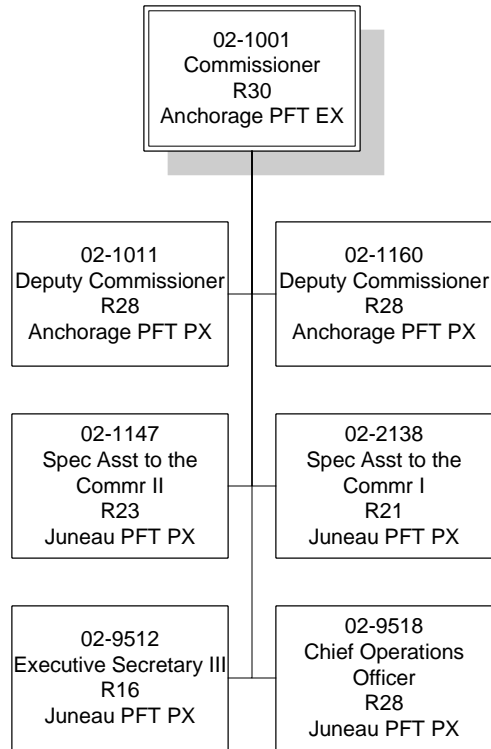 02-1001
Commissioner
R30
Anchorage PFT EX
02-1011
Deputy Commissioner
R28
Anchorage PFT PX
02-1160
Deputy Commissioner
R28
Anchorage PFT PX
02-1147
Spec Asst to the
Commr II
R23
Juneau PFT PX
02-2138
Spec Asst to the
Commr I
R21
Juneau PFT PX
02-9512
Executive Secretary III
R16
Juneau PFT PX
02-9518
Chief Operations
Officer
R28
Juneau PFT PX